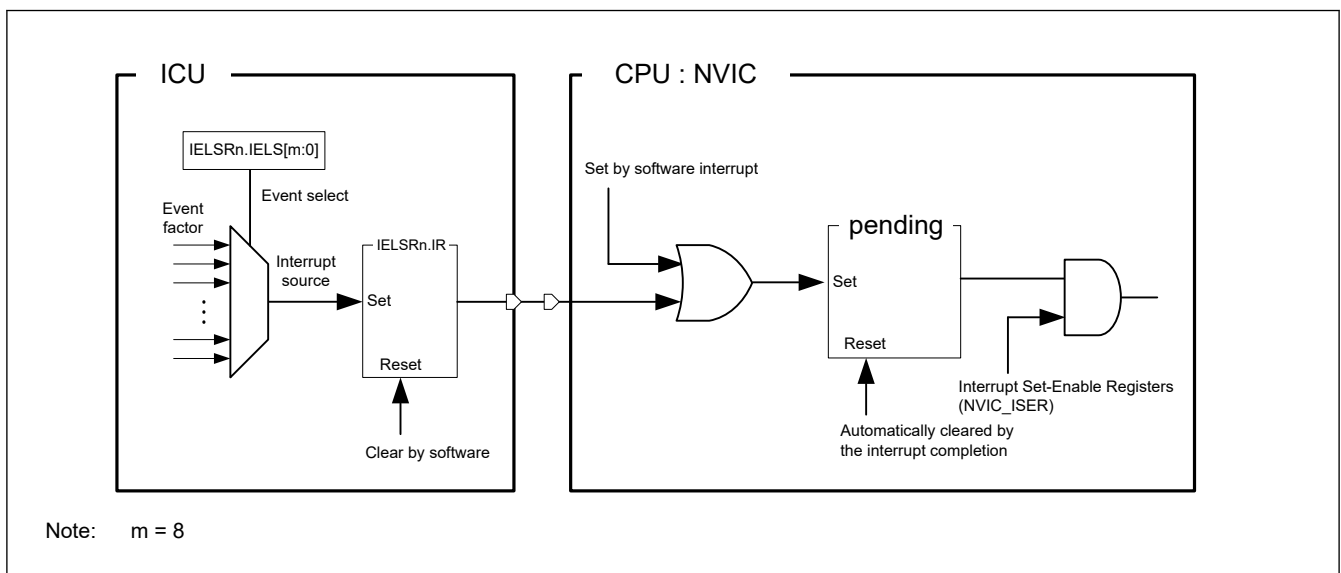 ICU
CPU : NVIC
IELSRn.IELS[m:0]
Event select
Event
factor
Interrupt
source
IELSRn.IR
Set
Reset
Clear by software
Set by software interrupt
pending
Set
Reset
Automatically cleared by
the interrupt completion
Interrupt Set-Enable Registers
(NVIC_ISER)
Note: m = 8